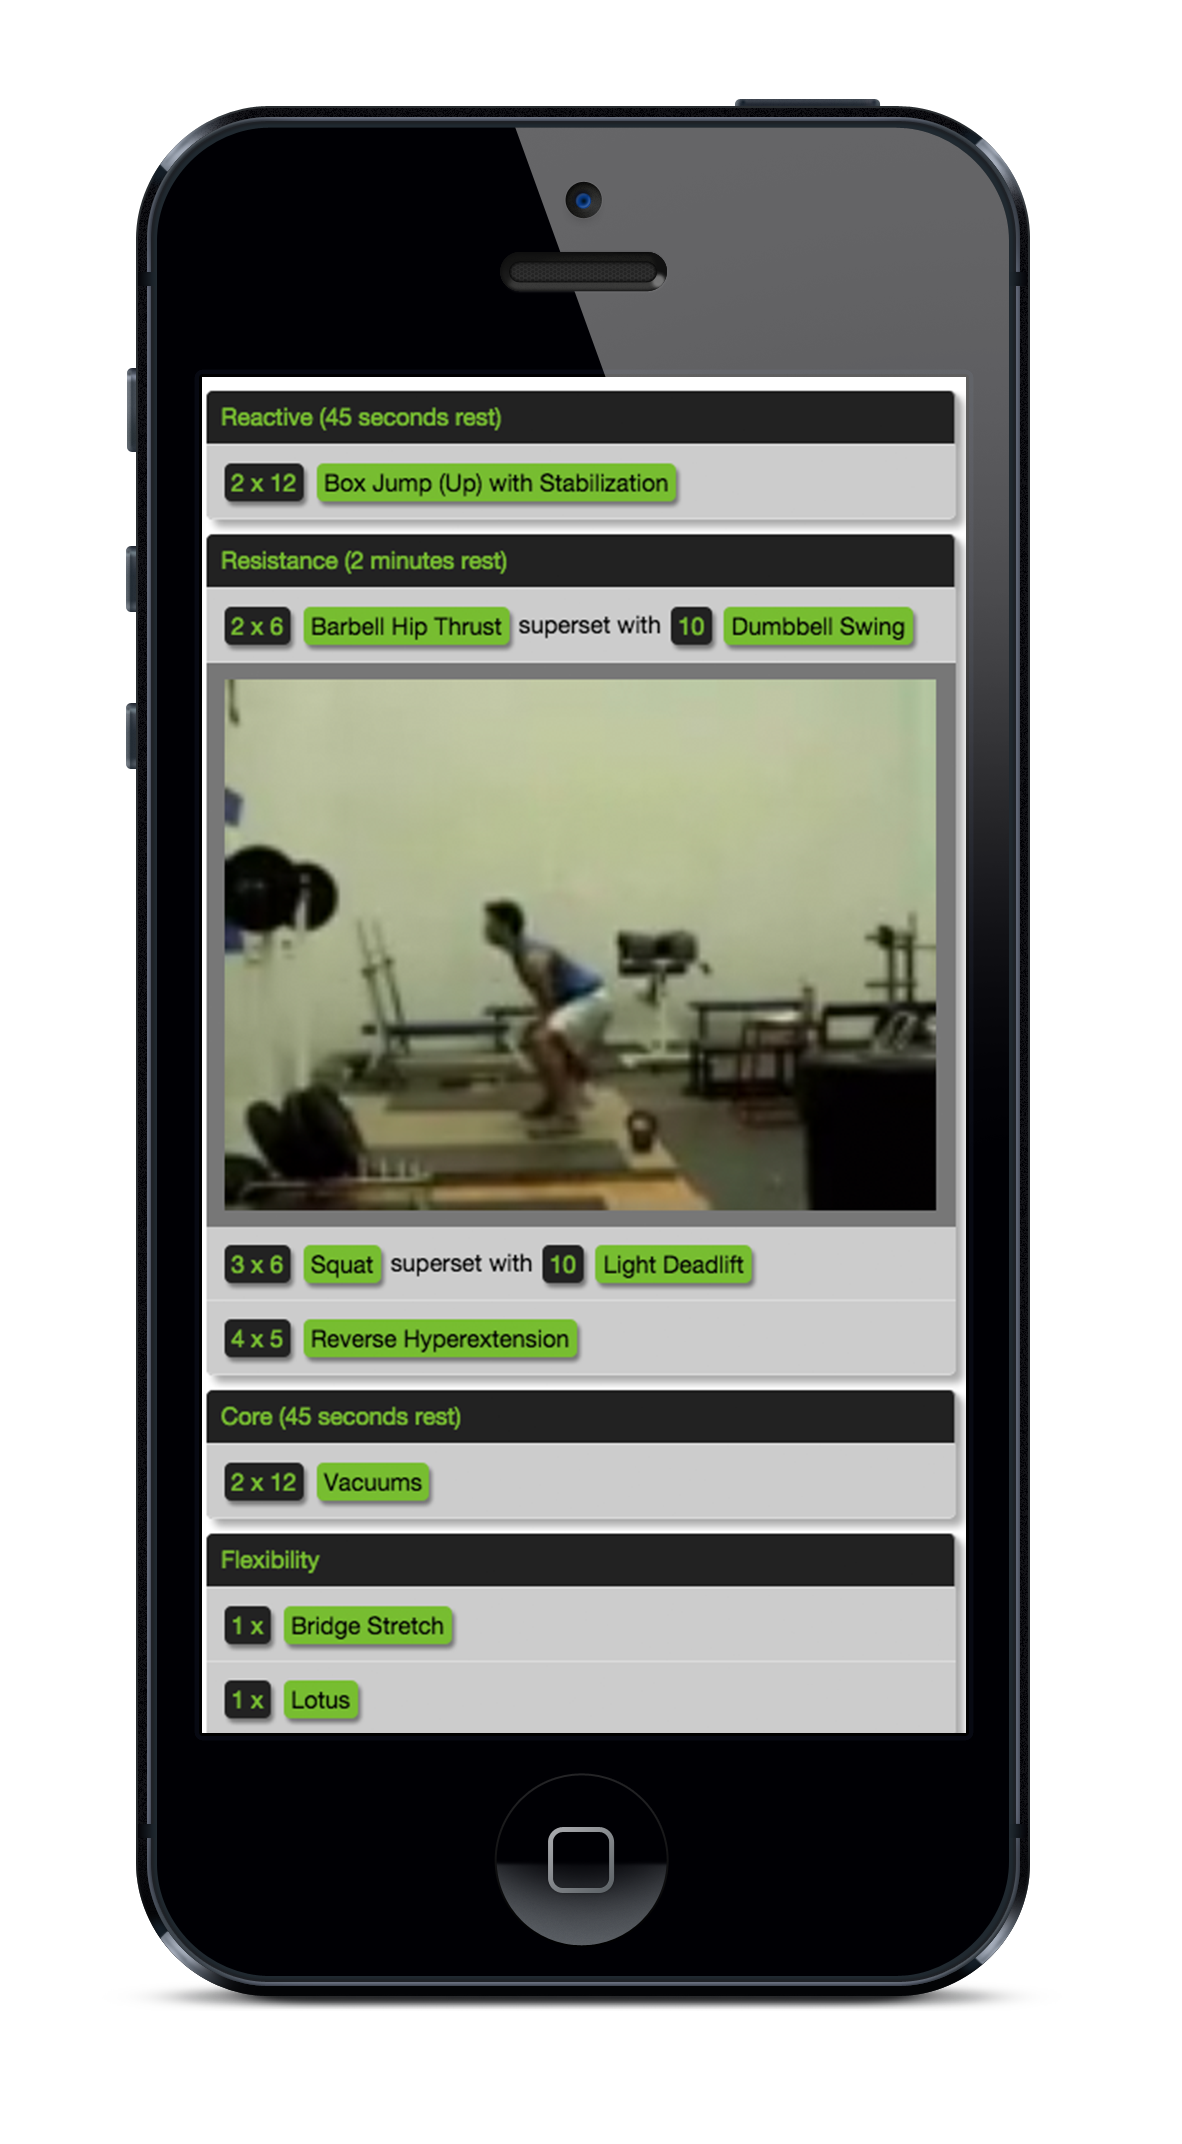 Reactive (45 seconds rest)
2 x 12 Box Jump (Up) with Stabilization
Resistance (2 minutes rest)
2 x 6 Barbell Hip Thrust superset with 10 Dumbbell Swing
3 x 6 Squat superset with 10 Light Deadlift
4 x 5 Reverse Hyperextension
Core (45 seconds rest)
2 x 12 Vacuums
Flexibility
1 x Bridge Stretch
1 x Lotus